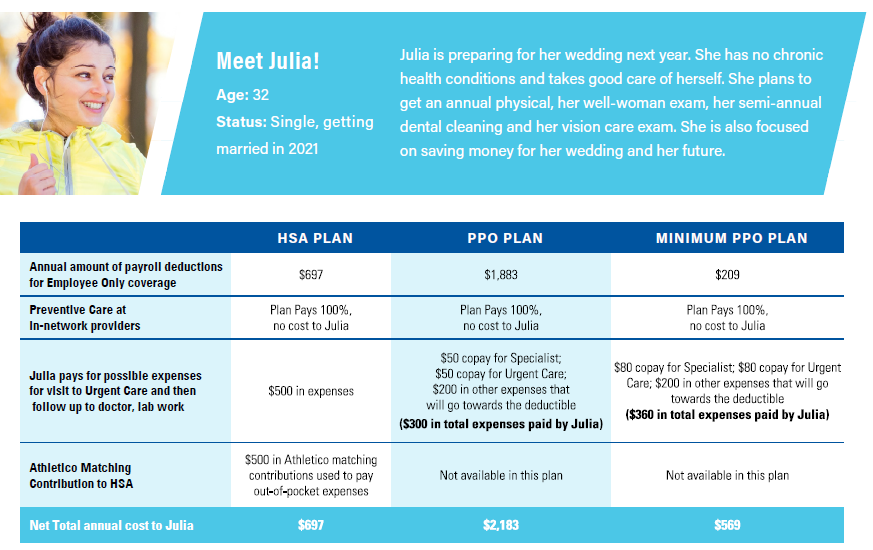 Meet Julia!
Age: 32
Status: Single, getting
married in 2021
Julia is preparing for her wedding next year. She has no chronic
health conditions and takes good care of herself. She plans to
get an annual physical, her well-woman exam, her semi-annual
dental cleaning and her vision care exam. She is also focused
on saving money for her wedding and her future.
HSA PLAN
PPO PLAN
MINIMUM PPO PLAN
Annual amount of payroll deductions
for Employee Only coverage
$697
$1,883
$209
Preventive Care at
In-network providers
Plan Pays 100%,
no cost to Julia
Plan Pays 100%,
no cost to Julia
Plan Pays 100%,
no cost to Julia
Julia pays for possible expenses
for visit to Urgent Care and then
follow up to doctor, lab work
$500 in expenses
$50 copay for Specialist;
$50 copay for Urgent Care;
$200 in other expenses that
will go towards the deductible
($300 in total expenses paid by Julia)
$80 copay for Specialist; $80 copay for Urgent
Care; $200 in other expenses that will go
towards the deductible
($360 in total expenses paid by Julia)
Athletico Matching
Contribution to HSA
$500 in Athletico matching
contributions used to pay
out-of-pocket expenses
Not available in this plan
Not available in this plan
Net Total annual cost to Julia
$697
$2,183
$569